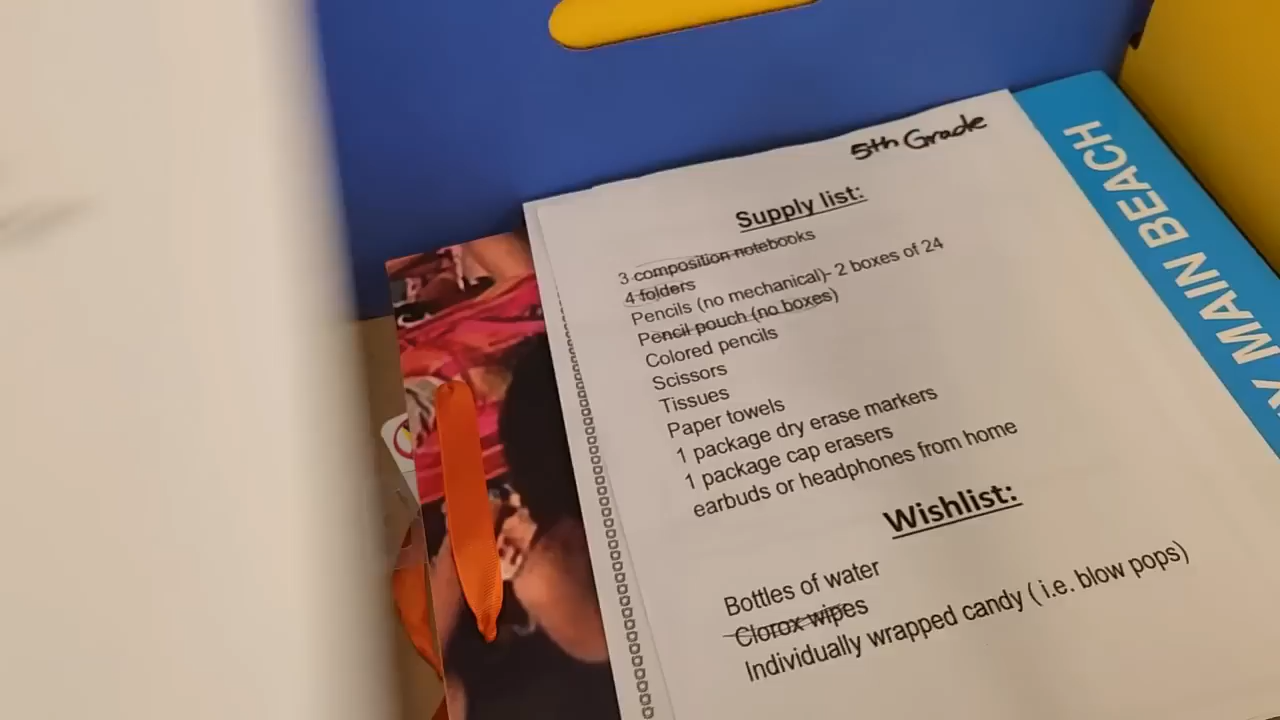 5th Grade
Supply list:
3 composition notebooks
4 folders
Pencils (no mechanical)- 2 boxes of 24
Pencil pouch (no boxes)
Colored pencils
Scissors
Tissues
Paper towels
1 package dry erase markers
1 package cap erasers
earbuds or headphones from home
Wishlist:
Bottles of water
Clorox wipes
Individually wrapped candy ( i.e. blow pops)
MAIN BEACH